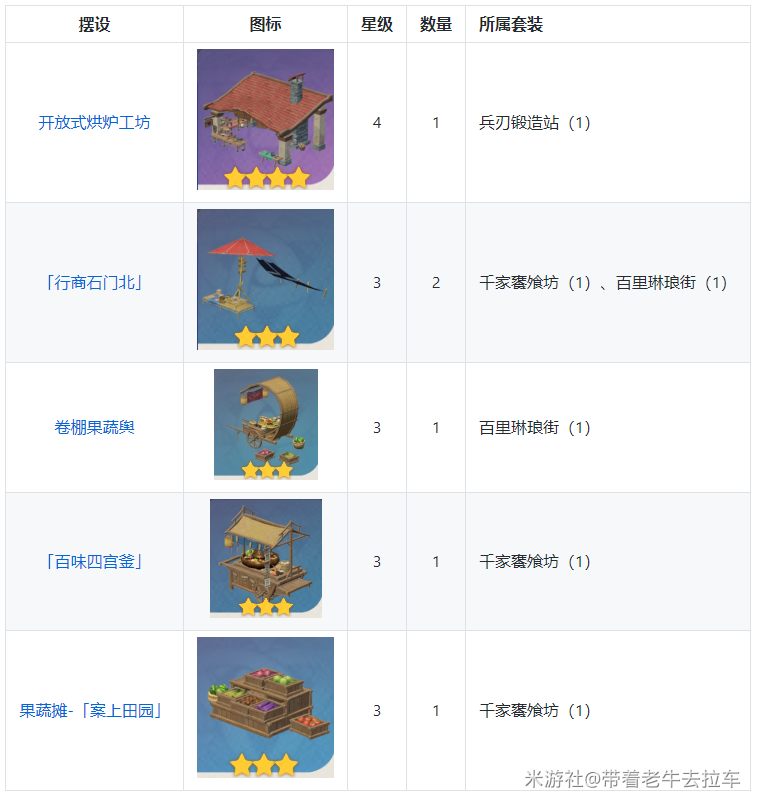 摆设 图标 星级 数量 所属套装
开放式烘炉工坊 4 1 兵刃锻造站（1）
「行商石门北」 3 2 千家饔飧坊（1）、百里琳琅街（1）
卷棚果蔬舆 3 1 百里琳琅街（1）
「百味四宫釜」 3 1 千家饔飧坊（1）
果蔬摊-「案上田园」 3 1 千家饔飧坊（1）
米游社@带着老牛去拉车